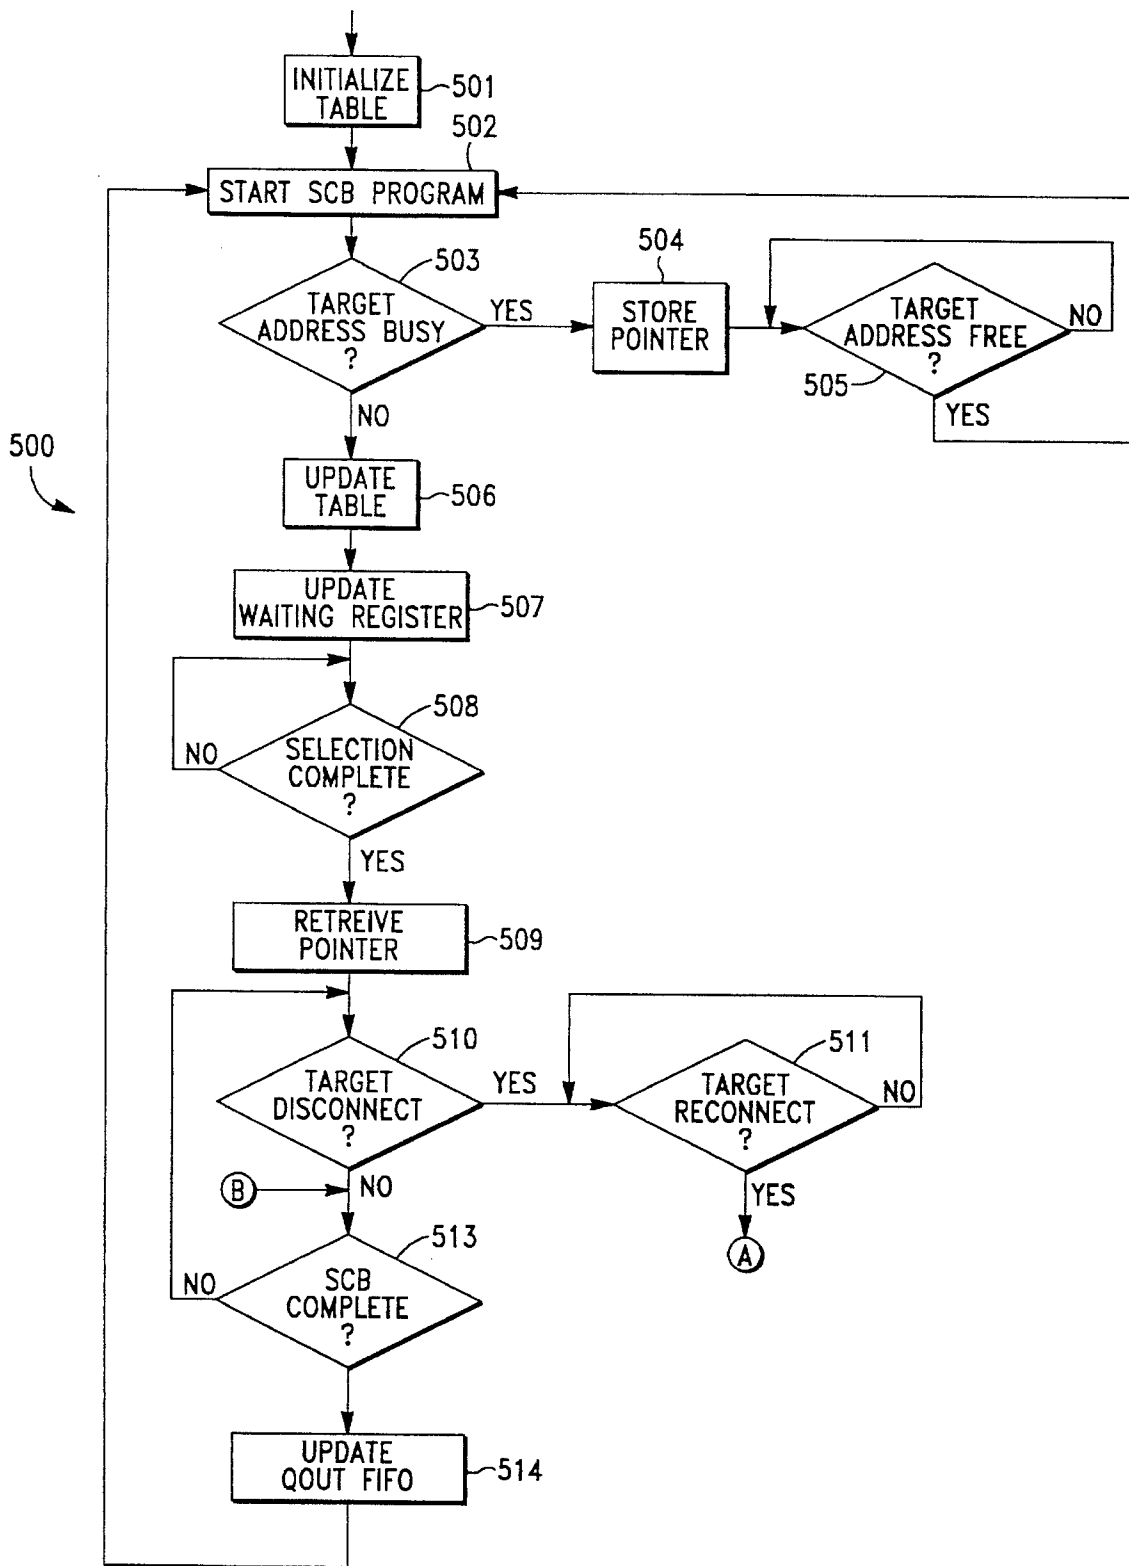 INITIALIZE
TABLE
501
502
START SCB PROGRAM
503
TARGET
ADDRESS BUSY
?
YES
504
STORE
POINTER
TARGET
ADDRESS FREE
?
NO
505
YES
NO
500
UPDATE
TABLE
506
UPDATE
WAITING REGISTER
507
508
SELECTION
COMPLETE
?
NO
YES
RETREIVE
POINTER
509
510
TARGET
DISCONNECT
?
YES
511
TARGET
RECONNECT
?
NO
B
NO
YES
A
513
SCB
COMPLETE
?
NO
UPDATE
QOUT FIFO
514